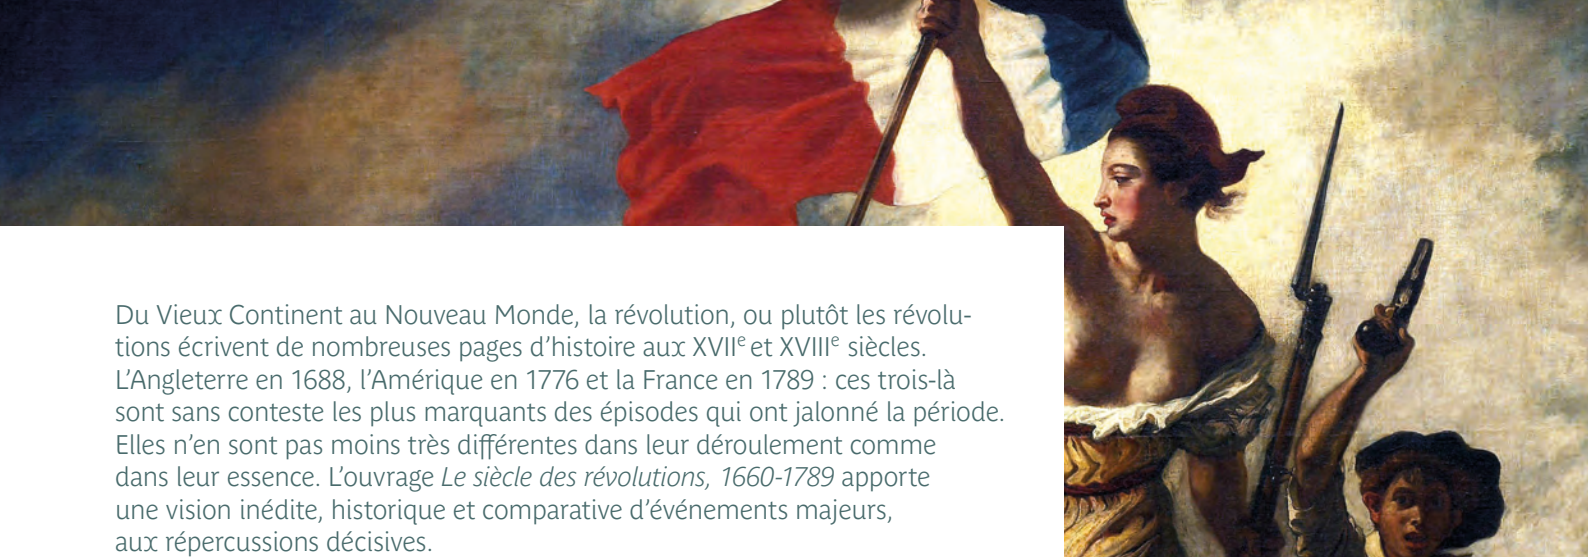 Du Vieux Continent au Nouveau Monde, la révolution, ou plutôt les révolu-
tions écrivent de nombreuses pages d’histoire aux XVIIe et XVIIIe siècles.
L’Angleterre en 1688, l’Amérique en 1776 et la France en 1789 : ces trois-là
sont sans conteste les plus marquants des épisodes qui ont jalonné la période.
Elles n’en sont pas moins très différentes dans leur déroulement comme
dans leur essence. L’ouvrage Le siècle des révolutions, 1660-1789 apporte
une vision inédite, historique et comparative d’événements majeurs,
aux répercussions décisives.